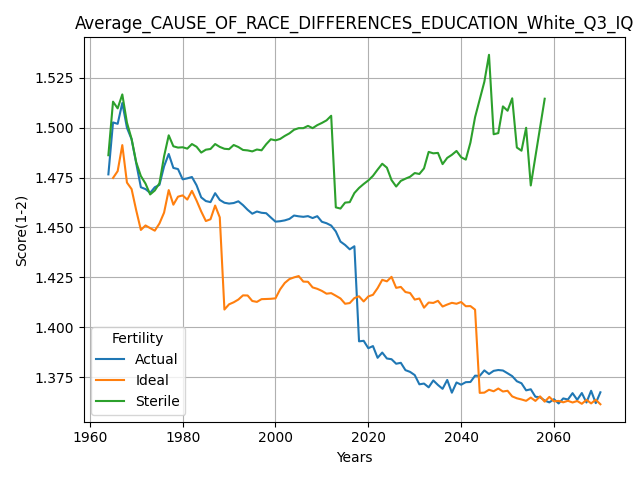 Average_CAUSE_OF_RACE_DIFFERENCES_EDUCATION_White_Q3_IQ
Score(1-2)
1.525
1.500
1.475
1.450
1.425
1.400
1.375
Fertility
Actual
Ideal
Sterile
1960
1980
2000
2020
2040
2060
Years